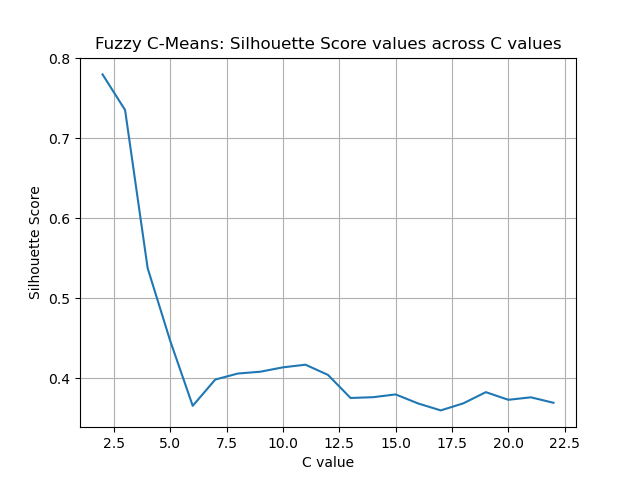 Fuzzy C-Means: Silhouette Score values across C values
0.8
0.7
0.6
0.5
0.4
Silhouette Score
2.5 5.0 7.5 10.0 12.5 15.0 17.5 20.0 22.5
C value